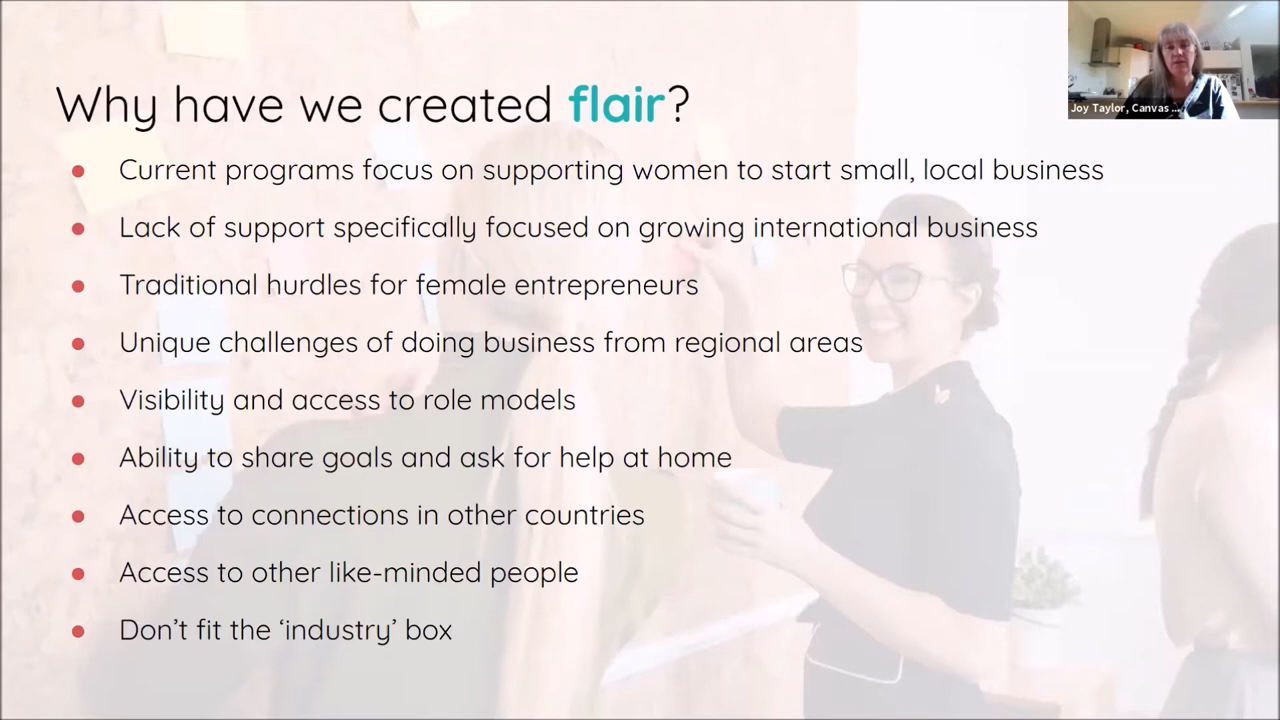 Why have we created flair?
Joy Taylor, Canvas ...
Current programs focus on supporting women to start small, local business
Lack of support specifically focused on growing international business
Traditional hurdles for female entrepreneurs
Unique challenges of doing business from regional areas
Visibility and access to role models
Ability to share goals and ask for help at home
Access to connections in other countries
Access to other like-minded people
Don’t fit the ‘industry’ box